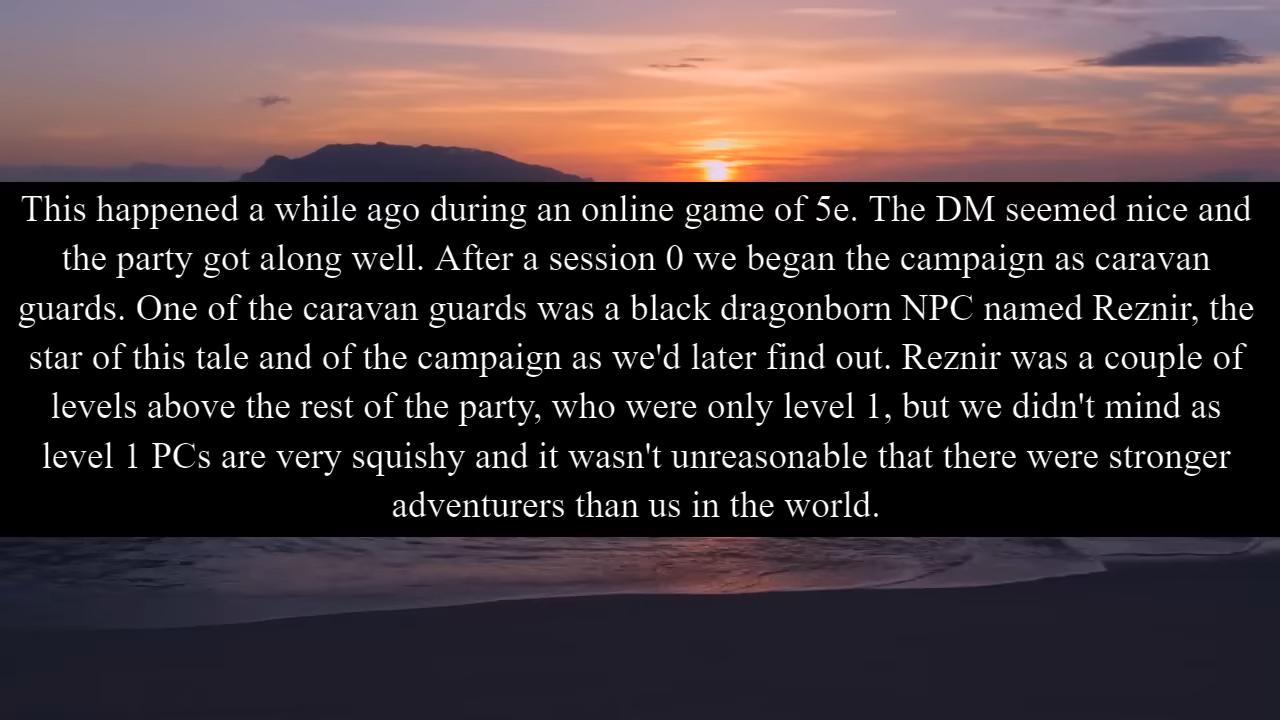 This happened a while ago during an online game of 5e. The DM seemed nice and
the party got along well. After a session 0 we began the campaign as caravan
guards. One of the caravan guards was a black dragonborn NPC named Reznir, the
star of this tale and of the campaign as we'd later find out. Reznir was a couple of
levels above the rest of the party, who were only level 1, but we didn't mind as
level 1 PCs are very squishy and it wasn't unreasonable that there were stronger
adventurers than us in the world.